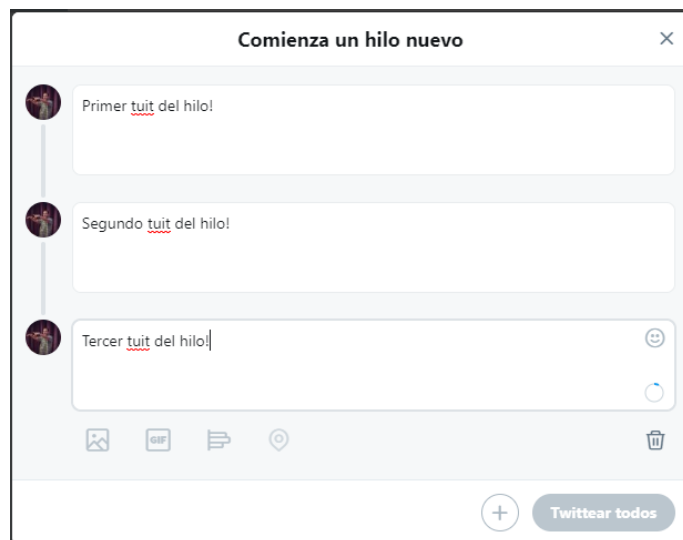 Comienza un hilo nuevo
Primer tuit del hilo!
Segundo tuit del hilo!
Tercer tuit del hilo!
GIF
Twittear todos